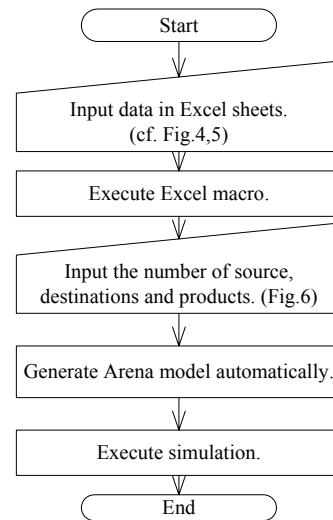 Start
Input data in Excel sheets.
(cf. Fig.4,5)
Execute Excel macro.
Input the number of source,
destinations and products. (Fig.6)
Generate Arena model automatically.
Execute simulation.
End